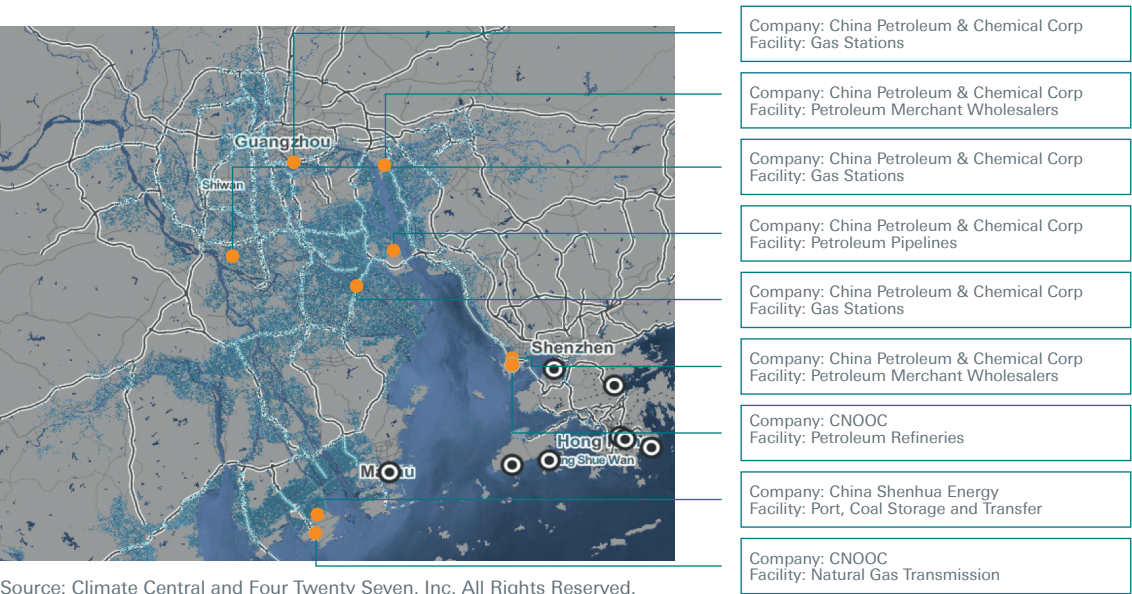 Guangzhou
Shiwan
Shenzhen
Hong
ng Shue Wan
Company: China Petroleum & Chemical Corp
Facility: Gas Stations
Company: China Petroleum & Chemical Corp
Facility: Petroleum Merchant Wholesalers
Company: China Petroleum & Chemical Corp
Facility: Gas Stations
Company: China Petroleum & Chemical Corp
Facility: Petroleum Pipelines
Company: China Petroleum & Chemical Corp
Facility: Gas Stations
Company: China Petroleum & Chemical Corp
Facility: Petroleum Merchant Wholesalers
Company: CNOOC
Facility: Petroleum Refineries
Company: China Shenhua Energy
Facility: Port, Coal Storage and Transfer
Company: CNOOC
Facility: Natural Gas Transmission
Source: Climate Central and Four Twenty Seven, Inc. All Rights Reserved.